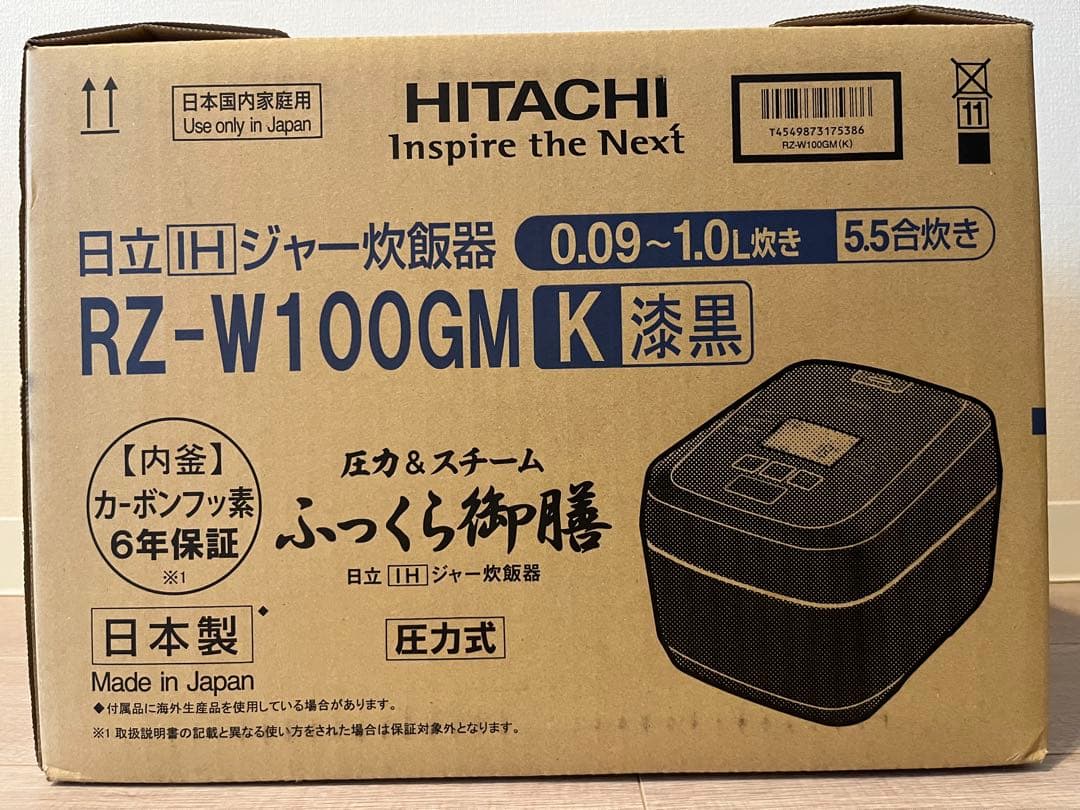 日本国内家庭用
Use only in Japan
HITACHI
Inspire the Next
T4549873175386
RZ-W100GM(K)
11
日立IHジャー炊飯器
0.09~1.0L炊き
5.5合炊き
RZ-W100GM K 漆黒
【内釜】
カーボンフッ素
6年保証
※1
圧力&スチーム
ふっくら御膳
日立IHジャー炊飯器
日本製◆
Made in Japan
圧力式
◆付属品に海外生産品を使用している場合があります。
※1 取扱説明書の記載と異なる使い方をされた場合は保証対象外となります。